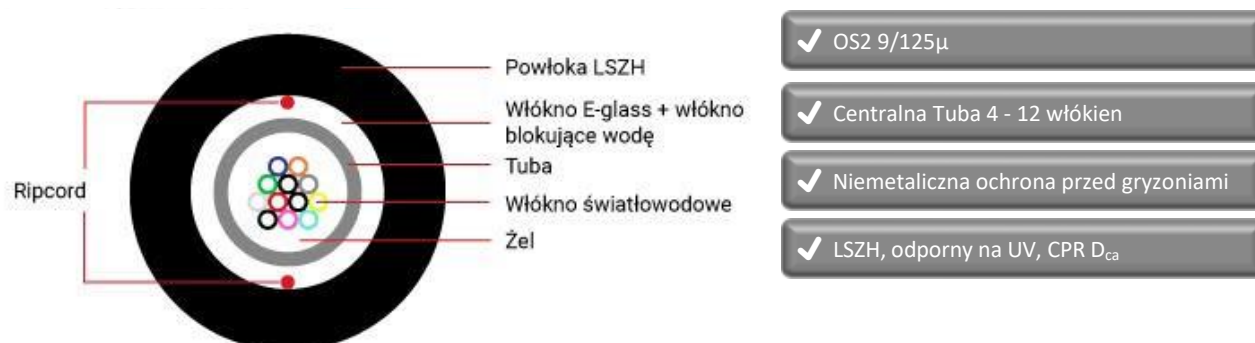 Powłoka LSZH
Włókno E-glass + włókno
blokujące wodę
Tuba
Ripcord
Włókno światłowodowe
Żel
OS2 9/125µ
Centralna Tuba 4 - 12 włókien
Niemetaliczna ochrona przed gryzoniami
LSZH, odporny na UV, CPR Dca